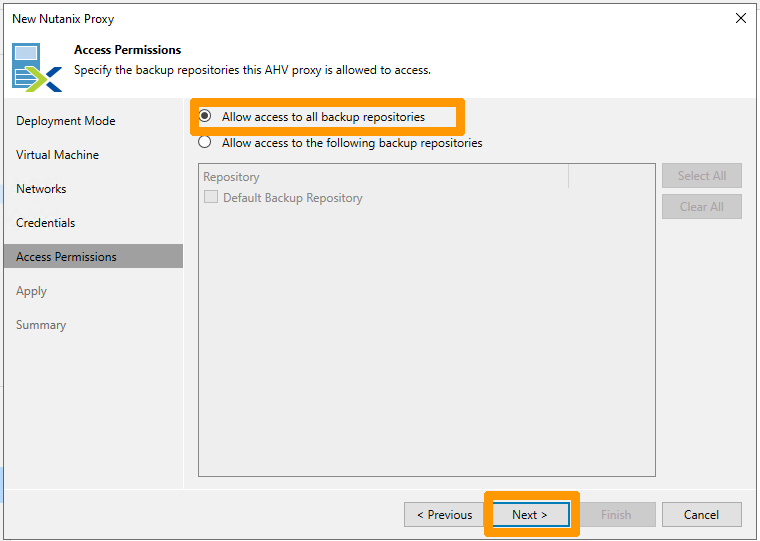 New Nutanix Proxy
Access Permissions
Specify the backup repositories this AHV proxy is allowed to access.
Deployment Mode
Virtual Machine
Networks
Credentials
Access Permissions
Apply
Summary
Allow access to all backup repositories
Allow access to the following backup repositories
Repository
Default Backup Repository
Select All
Clear All
< Previous
Next >
Finish
Cancel